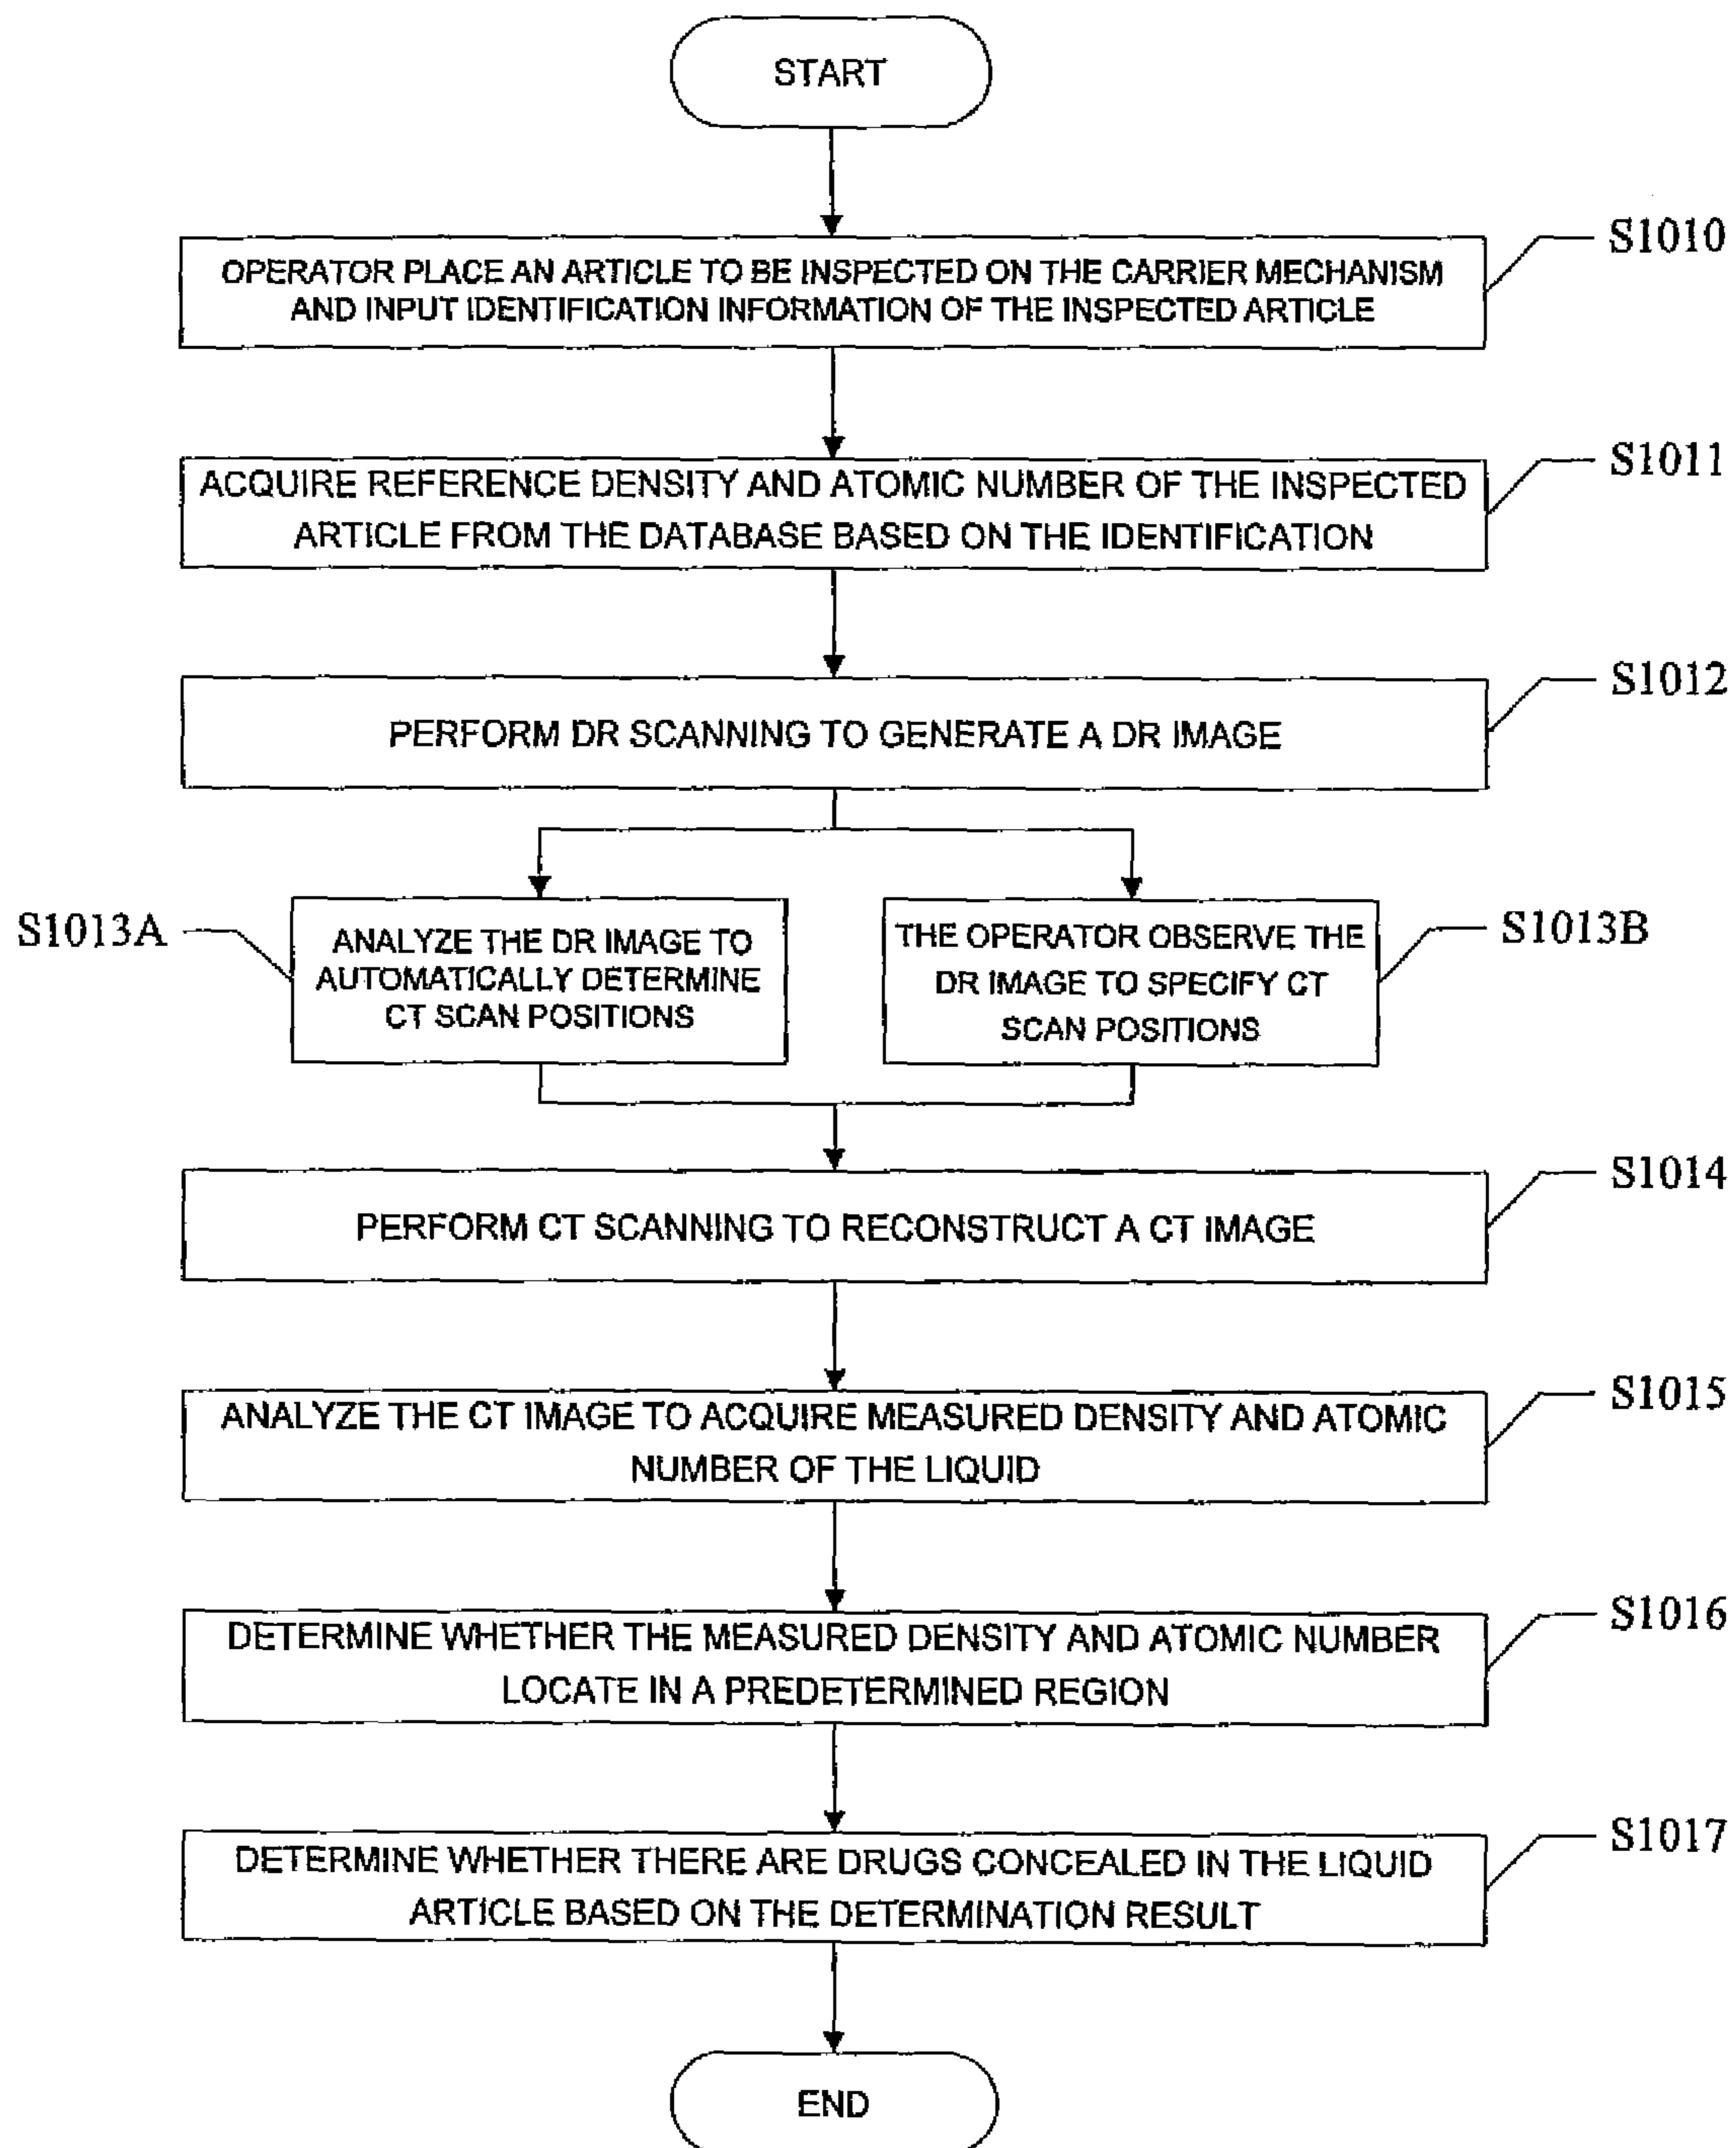 START
S1010
OPERATOR PLACE AN ARTICLE TO BE INSPECTED ON THE CARRIER MECHANISM
AND INPUT IDENTIFICATION INFORMATION OF THE INSPECTED ARTICLE
S1011
ACQUIRE REFERENCE DENSITY AND ATOMIC NUMBER OF THE INSPECTED
ARTICLE FROM THE DATABASE BASED ON THE IDENTIFICATION
S1012
PERFORM DR SCANNING TO GENERATE A DR IMAGE
S1013A
ANALYZE THE DR IMAGE TO
AUTOMATICALLY DETERMINE
CT SCAN POSITIONS
S1013B
THE OPERATOR OBSERVE THE
DR IMAGE TO SPECIFY CT
SCAN POSITIONS
S1014
PERFORM CT SCANNING TO RECONSTRUCT A CT IMAGE
S1015
ANALYZE THE CT IMAGE TO ACQUIRE MEASURED DENSITY AND ATOMIC
NUMBER OF THE LIQUID
S1016
DETERMINE WHETHER THE MEASURED DENSITY AND ATOMIC NUMBER
LOCATE IN A PREDETERMINED REGION
S1017
DETERMINE WHETHER THERE ARE DRUGS CONCEALED IN THE LIQUID
ARTICLE BASED ON THE DETERMINATION RESULT
END